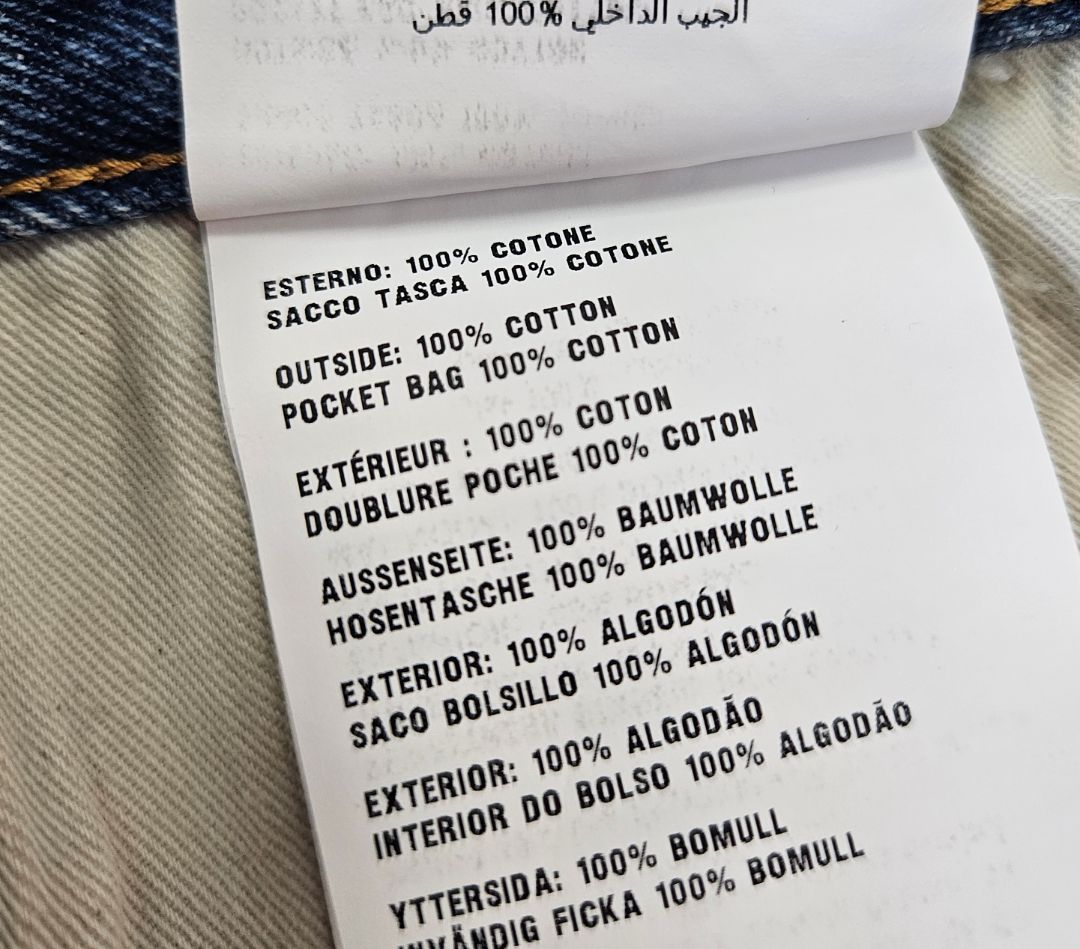 الجيب الداخلي 100% قطن
ESTERNO: 100% COTONE
SACCO TASCA 100% COTONE
OUTSIDE: 100% COTTON
POCKET BAG 100% COTTON
EXTÉRIEUR : 100% COTON
DOUBLURE POCHE 100% COTON
AUSSENSEITE: 100% BAUMWOLLE
HOSENTASCHE 100% BAUMWOLLE
EXTERIOR: 100% ALGODÓN
SACO BOLSILLO 100% ALGODÓN
EXTERIOR: 100% ALGODÃO
INTERIOR DO BOLSO 100% ALGODÃO
YTTERSIDA: 100% BOMULL
INVÄNDIG FICKA 100% BOMULL